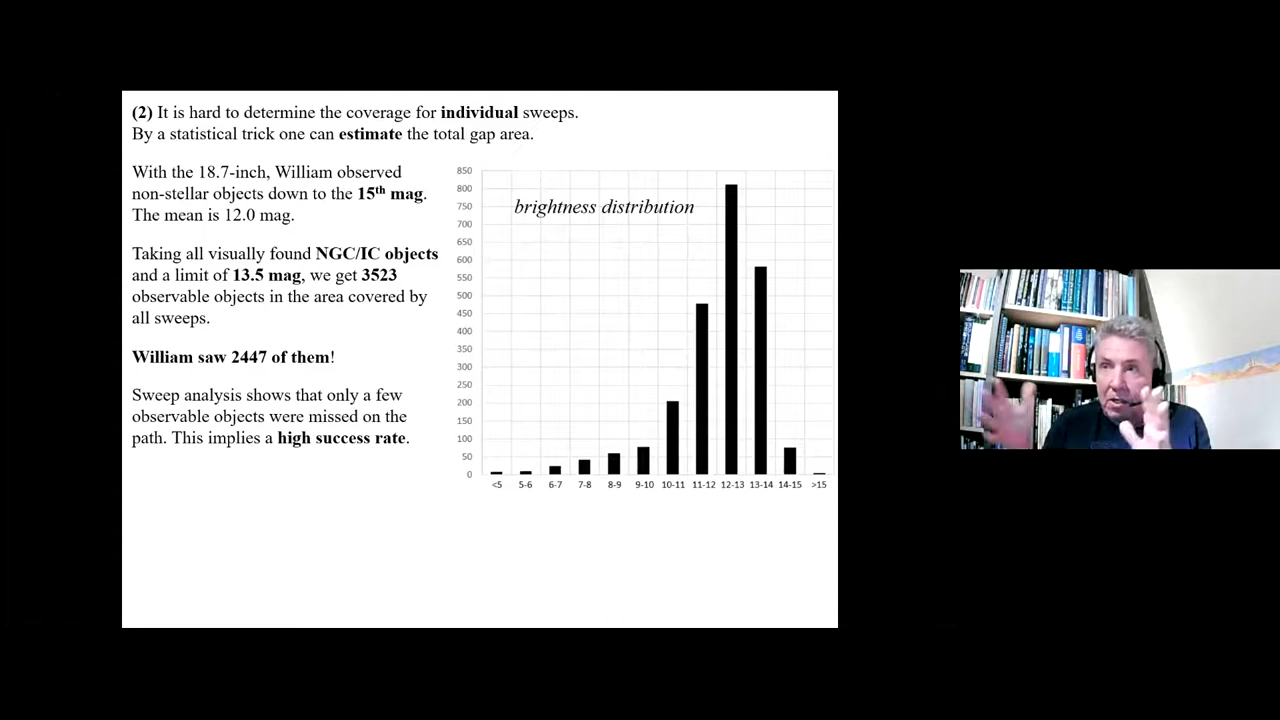 (2) It is hard to determine the coverage for individual sweeps.
By a statistical trick one can estimate the total gap area.
With the 18.7-inch, William observed
non-stellar objects down to the 15th mag.
The mean is 12.0 mag.
Taking all visually found NGC/IC objects
and a limit of 13.5 mag, we get 3523
observable objects in the area covered by
all sweeps.
William saw 2447 of them!
Sweep analysis shows that only a few
observable objects were missed on the
path. This implies a high success rate.
brightness distribution
850
800
750
700
650
600
550
500
450
400
350
300
250
200
150
100
50
0
<5 5-6 6-7 7-8 8-9 9-10 10-11 11-12 12-13 13-14 14-15 >15